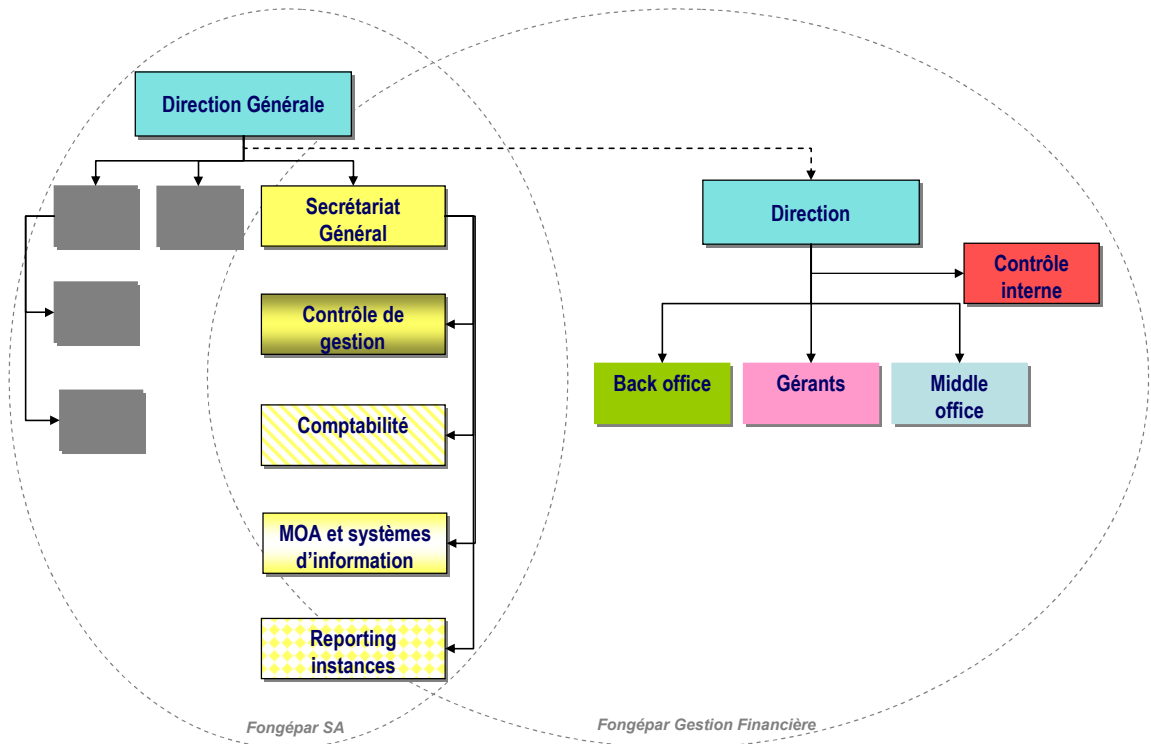 Direction Générale
Secrétariat
Général
Direction
Contrôle
interne
Contrôle de
gestion
Back office
Gérants
Middle
office
Comptabilité
MOA et systèmes
d’information
Reporting
instances
Fongépar SA
Fongépar Gestion Financière